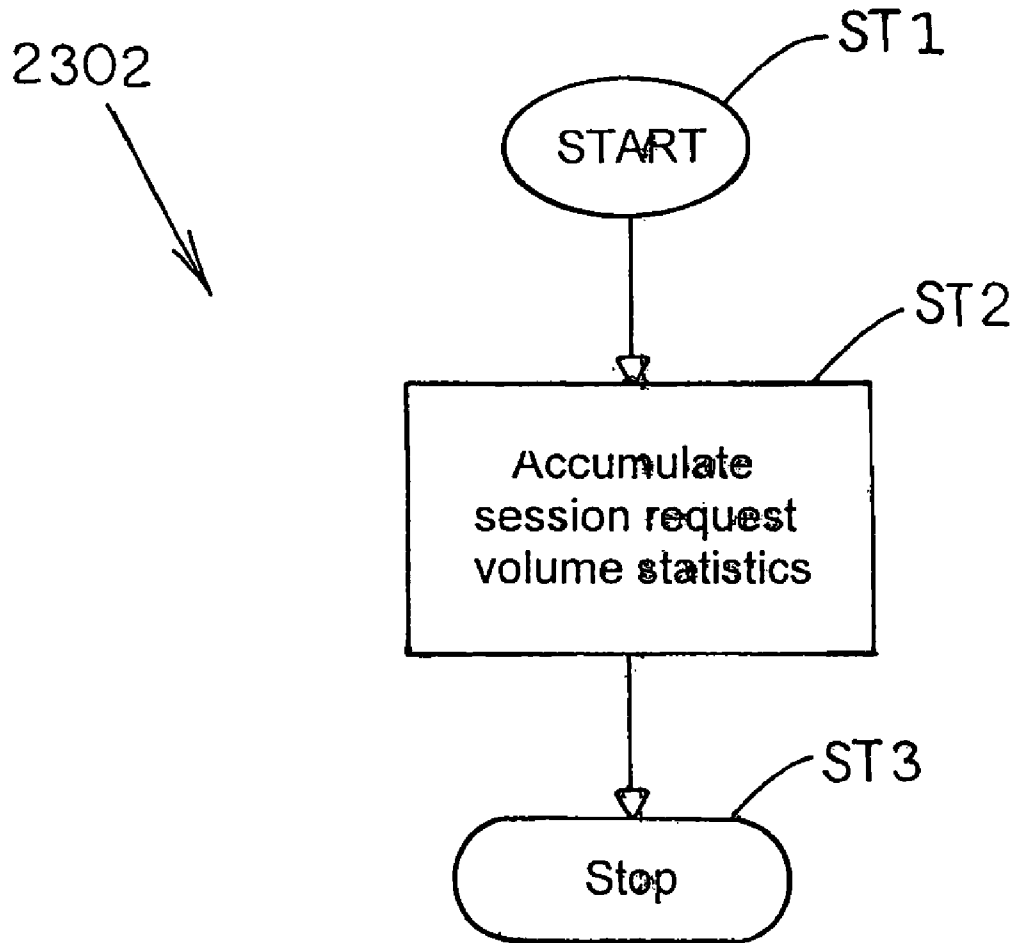 2302
ST1
START
ST2
Accumulate
session request
volume statistics
ST3
Stop